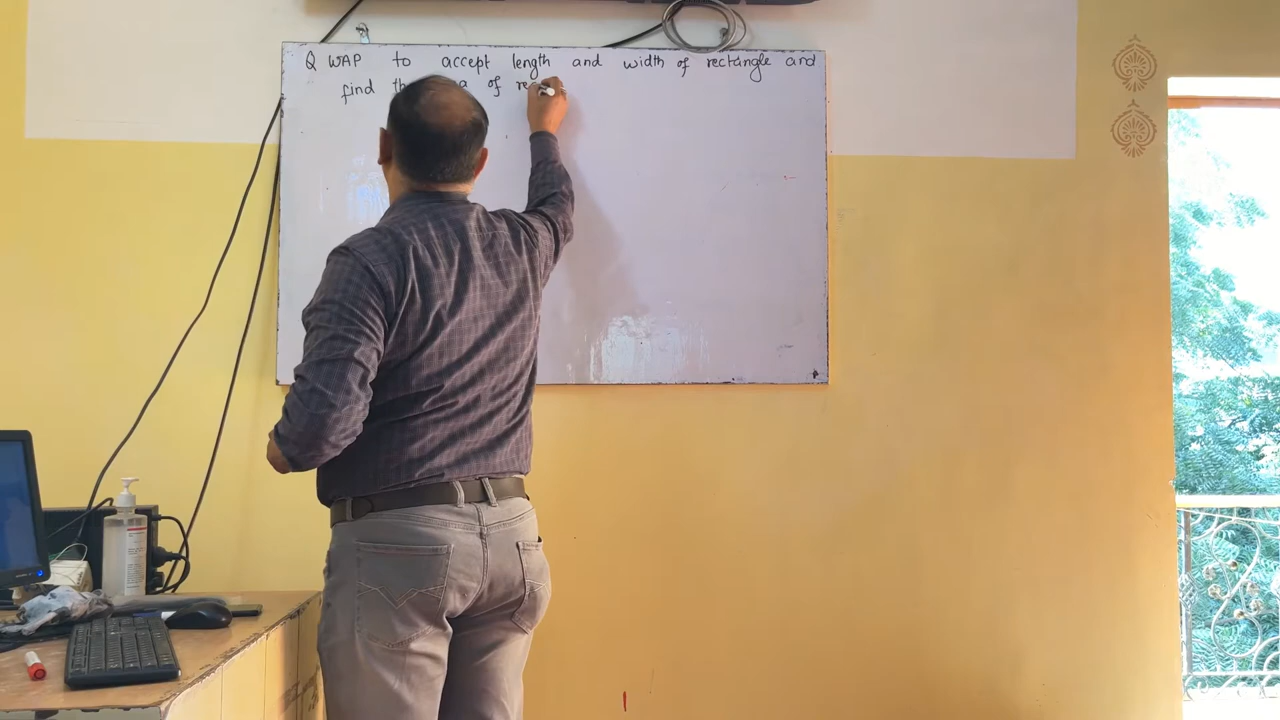 Q WAP to accept length and width of rectangle and
find of